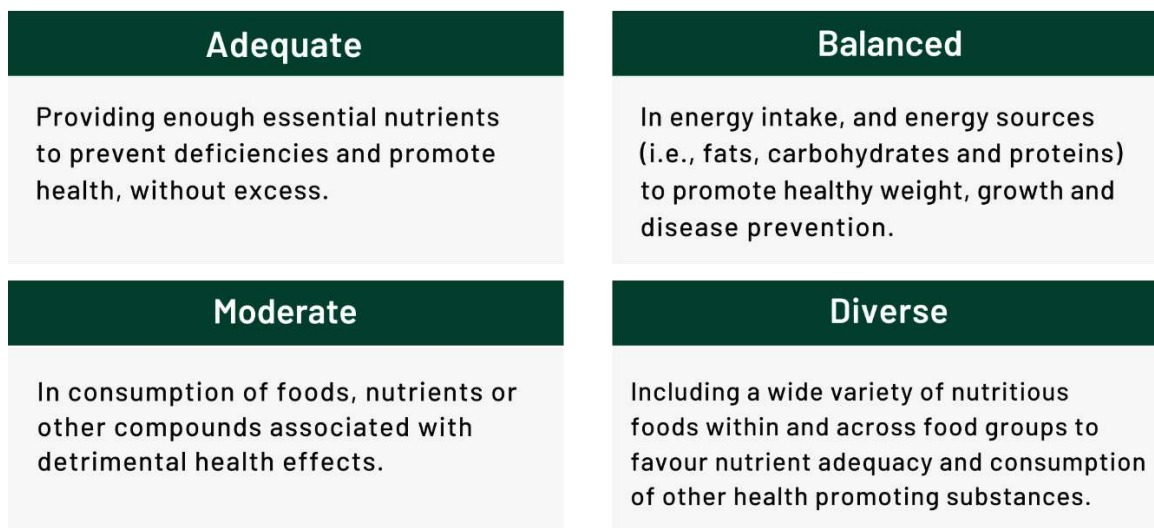 Adequate
Providing enough essential nutrients
to prevent deficiencies and promote
health, without excess.
Balanced
In energy intake, and energy sources
(i.e., fats, carbohydrates and proteins)
to promote healthy weight, growth and
disease prevention.
Moderate
In consumption of foods, nutrients or
other compounds associated with
detrimental health effects.
Diverse
Including a wide variety of nutritious
foods within and across food groups to
favour nutrient adequacy and consumption
of other health promoting substances.